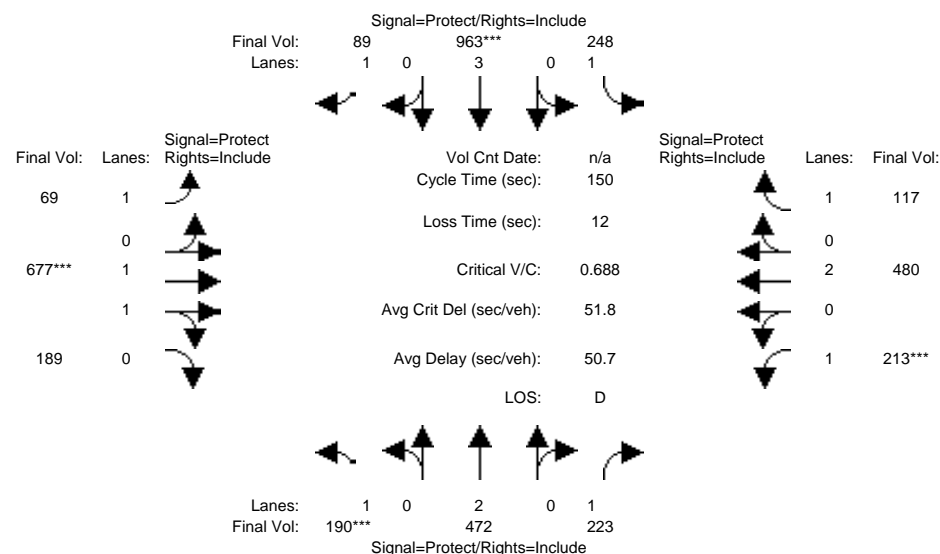 Signal=Protect/Rights=Include
Final Vol: 89 963*** 248
Lanes: 1 0 3 0 1
Signal=Protect Signal=Protect
Final Vol: Lanes: Rights=Include Vol Cnt Date: n/a Rights=Include Lanes: Final Vol:
Cycle Time (sec): 150
69 1 1 117
Loss Time (sec): 12
0 0
677*** 1 Critical V/C: 0.688 2 480
1 Avg Crit Del (sec/veh): 51.8 0
189 0 Avg Delay (sec/veh): 50.7 1 213***
LOS: D
Lanes: 1 0 2 0 1
Final Vol: 190*** 472 223
Signal=Protect/Rights=Include